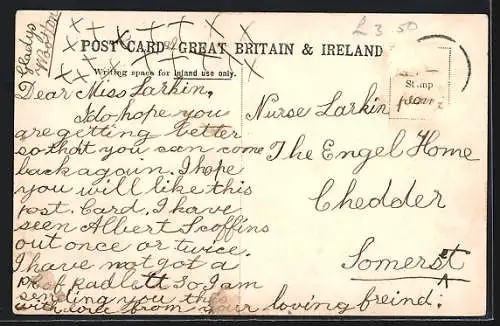 £3.50
Gladys
POST CARD of GREAT BRITAIN & IRELAND
Writing space for Inland use only.
Stamp
Dear Miss Larkin,
I do hope you
are getting better
so that you can come
back again. I hope
you will like this
post. Card. I have
seen Albert Scoffins
out once or twice.
I have not got a
P.C of Radlett So I am
sending you this
with love from your loving freind.
Nurse Larkin
The Engel Home
Chedder
Somerset